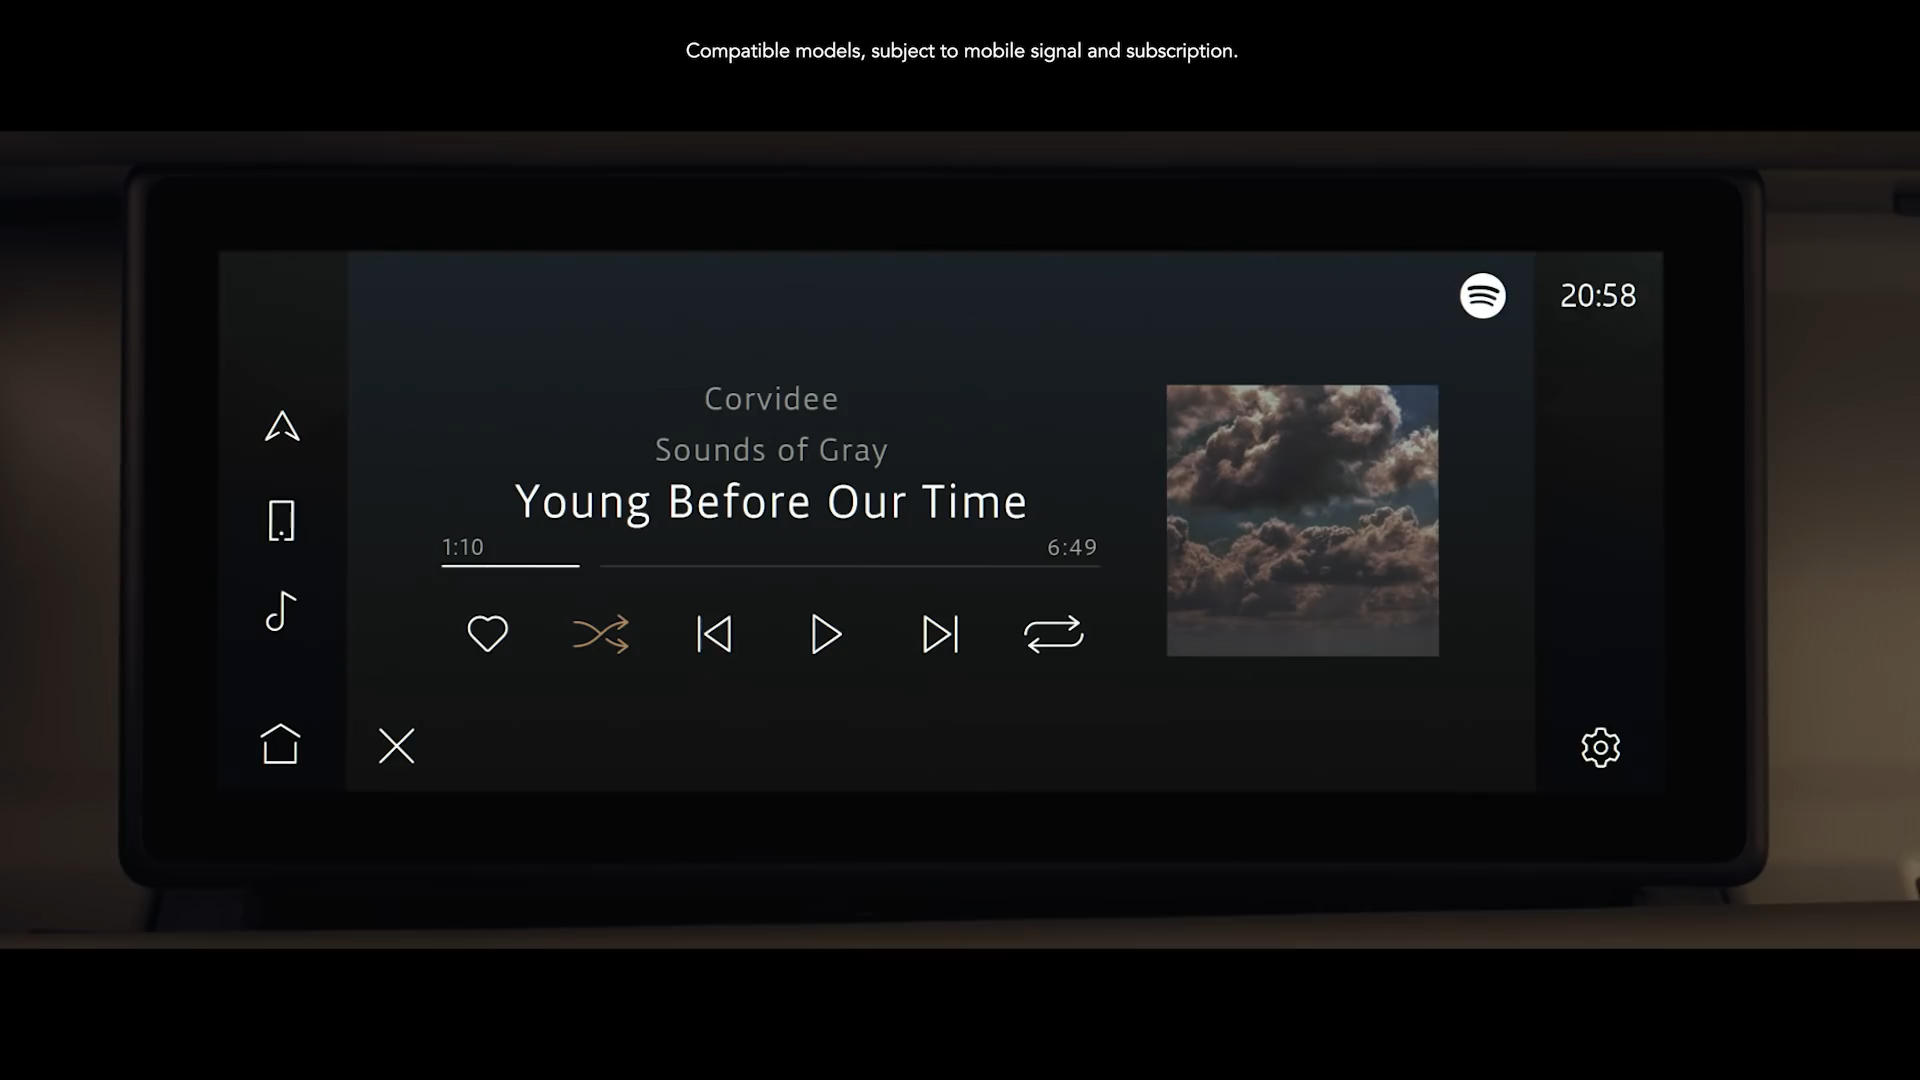 Compatible models, subject to mobile signal and subscription.
20:58
Corvidee
Sounds of Gray
Young Before Our Time
1:10
6:49